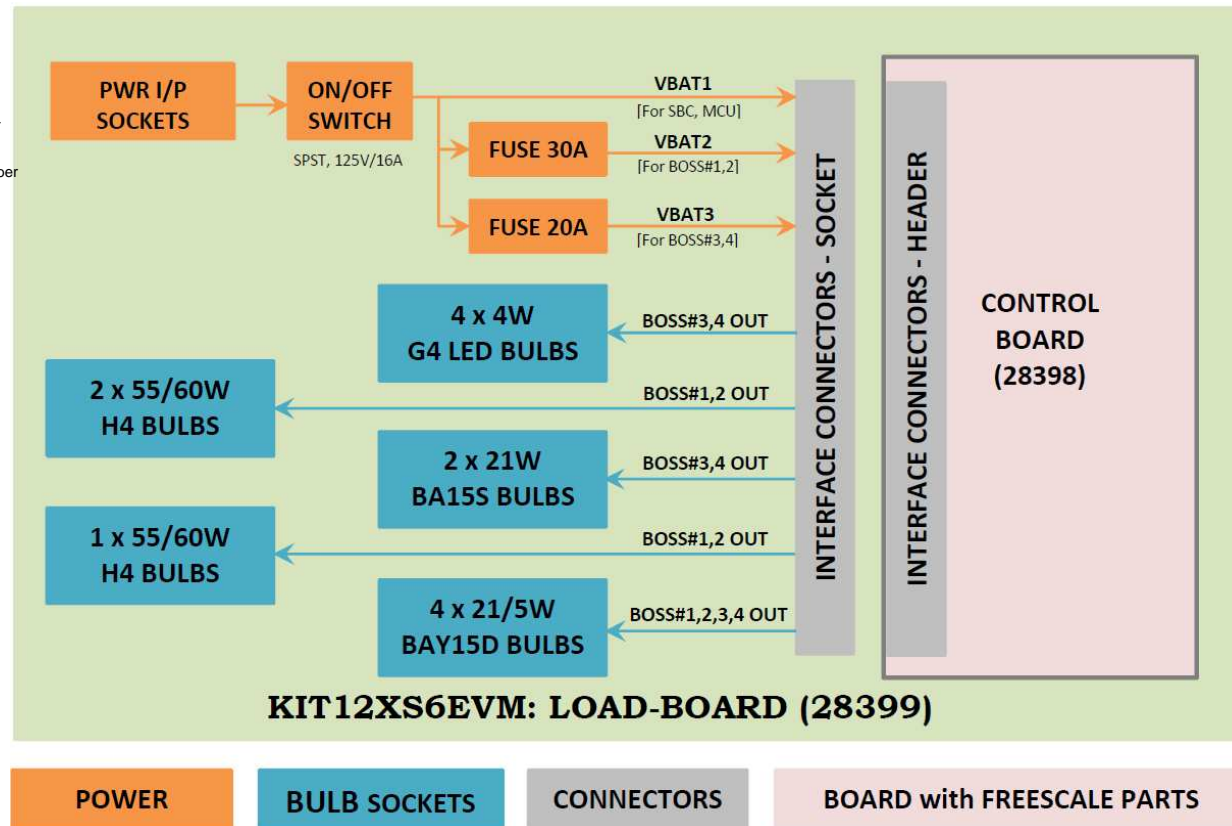 PWR I/P
SOCKETS
ON/OFF
SWITCH
SPST, 125V/16A
VBAT1
[For SBC, MCU]
FUSE 30A
VBAT2
[For BOSS#1,2]
FUSE 20A
VBAT3
[For BOSS#3,4]
4 x 4W
G4 LED BULBS
BOSS#3,4 OUT
2 x 55/60W
H4 BULBS
BOSS#1,2 OUT
2 x 21W
BA15S BULBS
BOSS#3,4 OUT
1 x 55/60W
H4 BULBS
BOSS#1,2 OUT
4 x 21/5W
BAY15D BULBS
BOSS#1,2,3,4 OUT
INTERFACE CONNECTORS - SOCKET
INTERFACE CONNECTORS - HEADER
CONTROL
BOARD
(28398)
KIT12XS6EVM: LOAD-BOARD (28399)
POWER
BULB SOCKETS
CONNECTORS
BOARD with FREESCALE PARTS